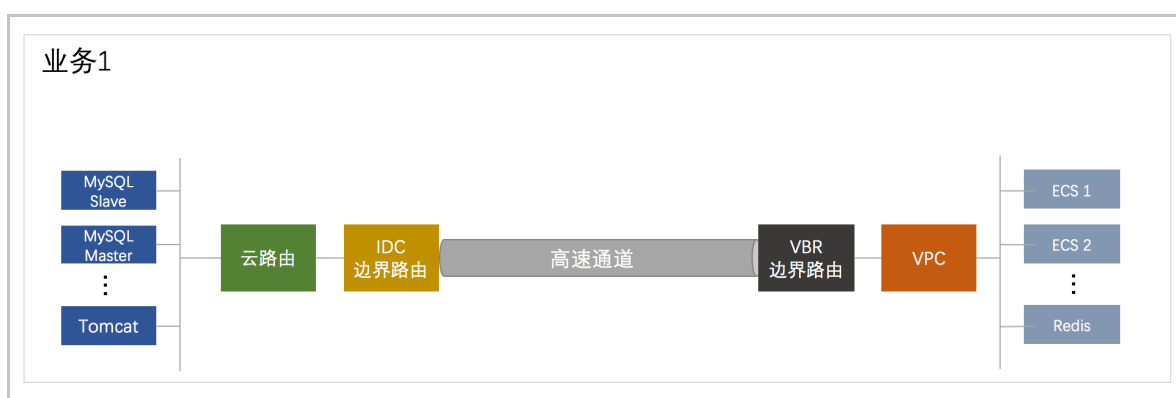 业务1
MySQL
Slave
MySQL
Master
⋮
Tomcat
云路由
IDC
边界路由
高速通道
VBR
边界路由
VPC
ECS 1
ECS 2
⋮
Redis